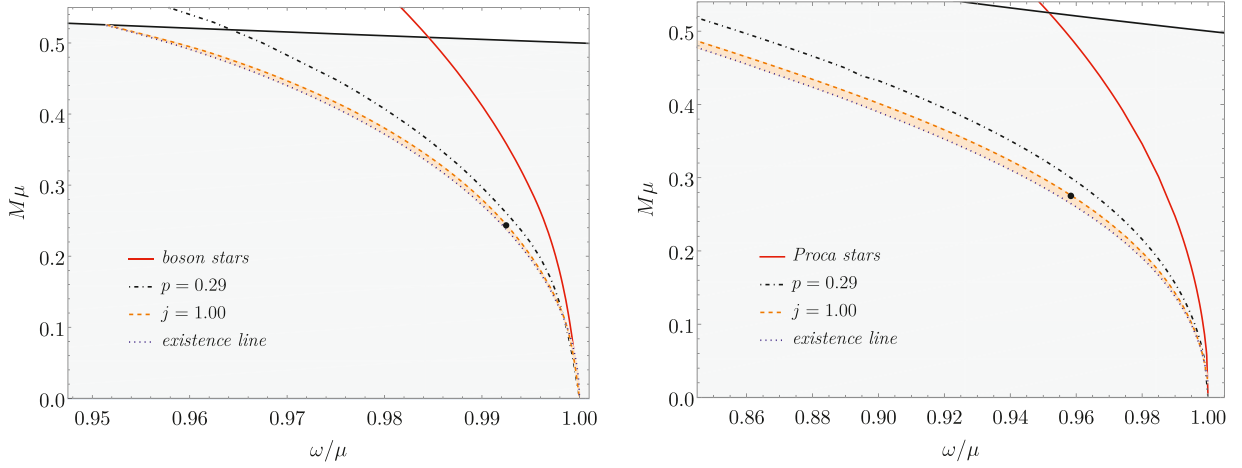 0.5
0.4
0.3
0.2
0.1
0.0
Mμ
boson stars
p = 0.29
j = 1.00
existence line
0.95 0.96 0.97 0.98 0.99 1.00
ω/μ
0.5
0.4
0.3
0.2
0.1
0.0
Mμ
Proca stars
p = 0.29
j = 1.00
existence line
0.86 0.88 0.90 0.92 0.94 0.96 0.98 1.00
ω/μ